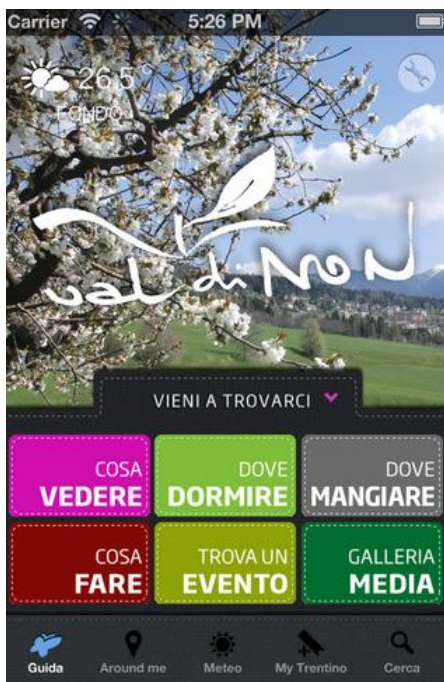 Carrier 5:26 PM
26.5°
FONDO
val di NON
VIENI A TROVARCI
COSA VEDERE
DOVE DORMIRE
DOVE MANGIARE
COSA FARE
TROVA UN EVENTO
GALLERIA MEDIA
Guida Around me Meteo My Trentino Cerca